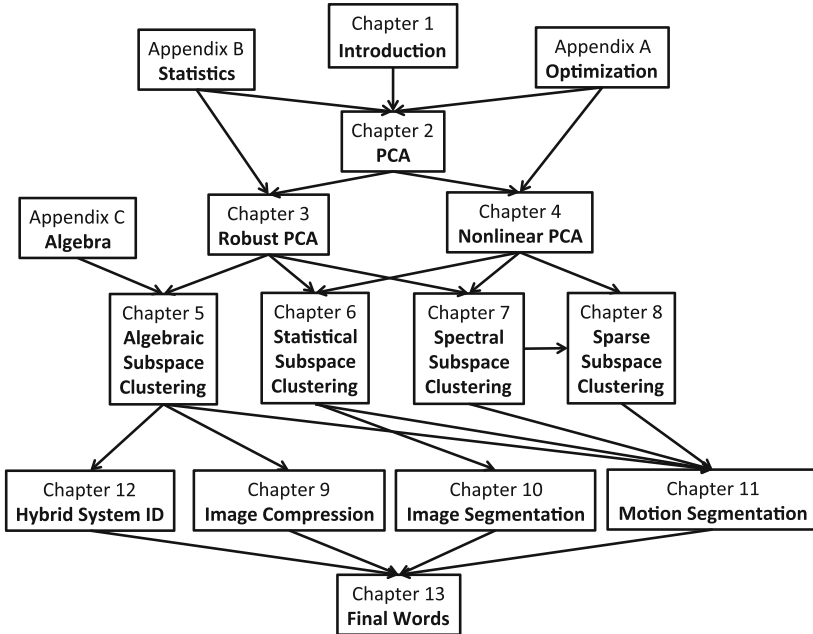 Chapter 1
Introduction
Appendix B
Statistics
Appendix A
Optimization
Chapter 2
PCA
Appendix C
Algebra
Chapter 3
Robust PCA
Chapter 4
Nonlinear PCA
Chapter 5
Algebraic
Subspace
Clustering
Chapter 6
Statistical
Subspace
Clustering
Chapter 7
Spectral
Subspace
Clustering
Chapter 8
Sparse
Subspace
Clustering
Chapter 12
Hybrid System ID
Chapter 9
Image Compression
Chapter 10
Image Segmentation
Chapter 11
Motion Segmentation
Chapter 13
Final Words